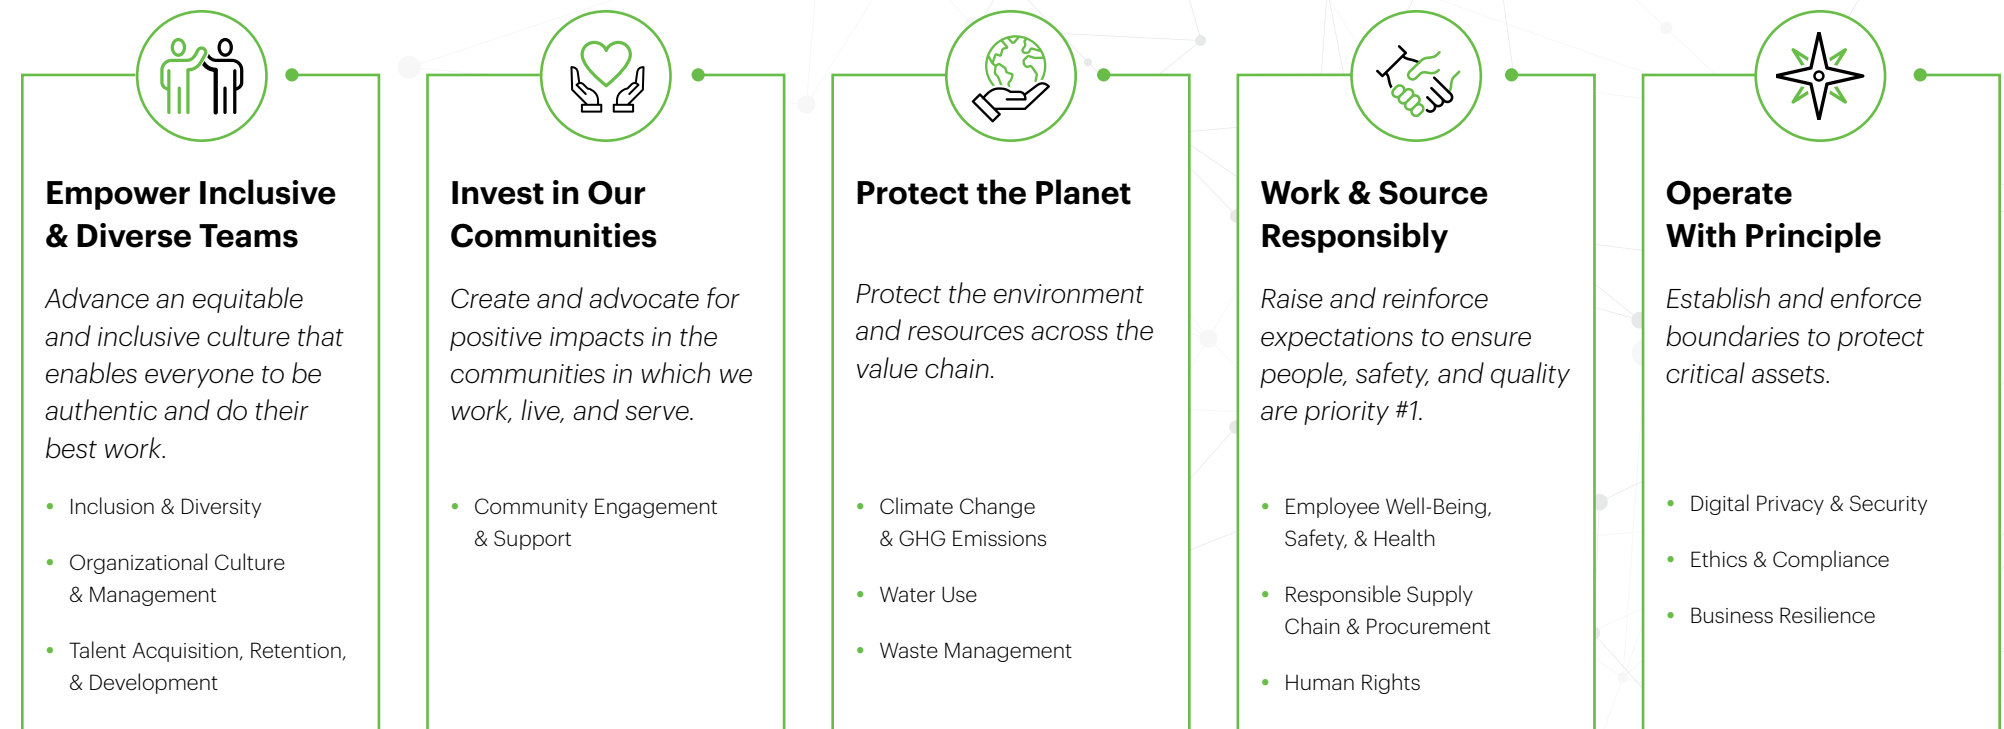 Empower Inclusive
& Diverse Teams
Advance an equitable
and inclusive culture that
enables everyone to be
authentic and do their
best work.
• Inclusion & Diversity
• Organizational Culture
& Management
• Talent Acquisition, Retention,
& Development
Invest in Our
Communities
Create and advocate for
positive impacts in the
communities in which we
work, live, and serve.
• Community Engagement
& Support
Protect the Planet
Protect the environment
and resources across the
value chain.
• Climate Change
& GHG Emissions
• Water Use
• Waste Management
Work & Source
Responsibly
Raise and reinforce
expectations to ensure
people, safety, and quality
are priority #1.
• Employee Well-Being,
Safety, & Health
• Responsible Supply
Chain & Procurement
• Human Rights
Operate
With Principle
Establish and enforce
boundaries to protect
critical assets.
• Digital Privacy & Security
• Ethics & Compliance
• Business Resilience